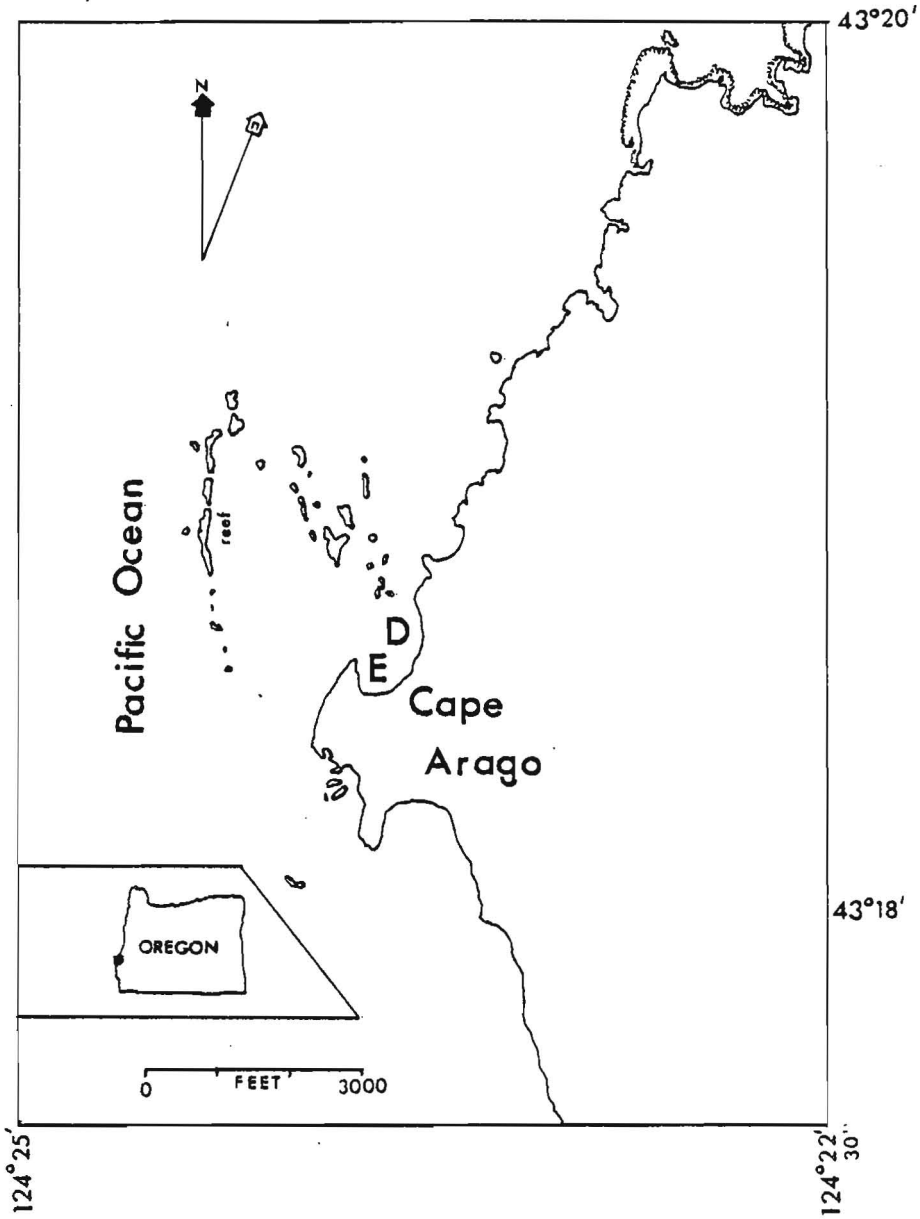 43°20'
N
m
Pacific Ocean
reef
D
E
Cape
Arago
43°18'
OREGON
0 FEET 3000
124°25'
124°22'
30"